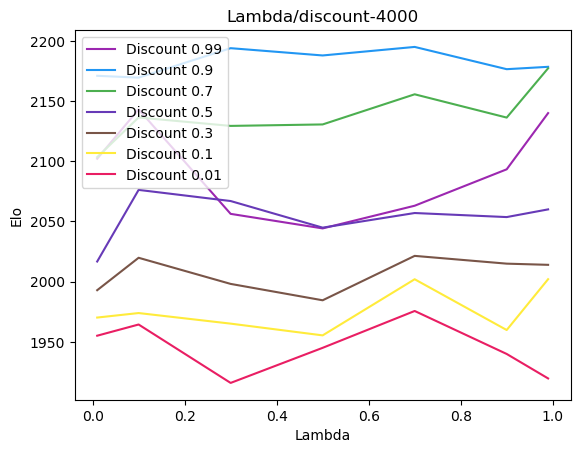 Lambda/discount-4000
Discount 0.99
Discount 0.9
Discount 0.7
Discount 0.5
Discount 0.3
Discount 0.1
Discount 0.01
Elo
2200
2150
2100
2050
2000
1950
0.0 0.2 0.4 0.6 0.8 1.0
Lambda